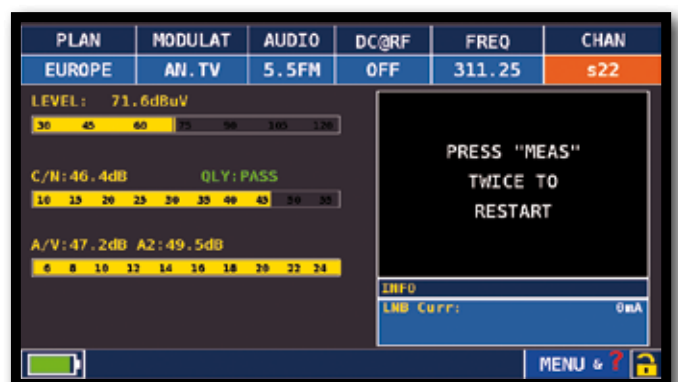 PLAN MODULAT AUDIO DC@RF FREQ CHAN
EUROPE AN.TV 5.5FM OFF 311.25 s22
LEVEL: 71.6dBuV
30 45 60 75 90 105 120
C/N:46.4dB QLY:PASS
10 15 20 25 30 35 40 45 50 55
A/V:47.2dB A2:49.5dB
6 8 10 12 14 16 18 20 22 24
PRESS "MEAS"
TWICE TO
RESTART
INFO
LNB Curr: 0mA
MENU & ?